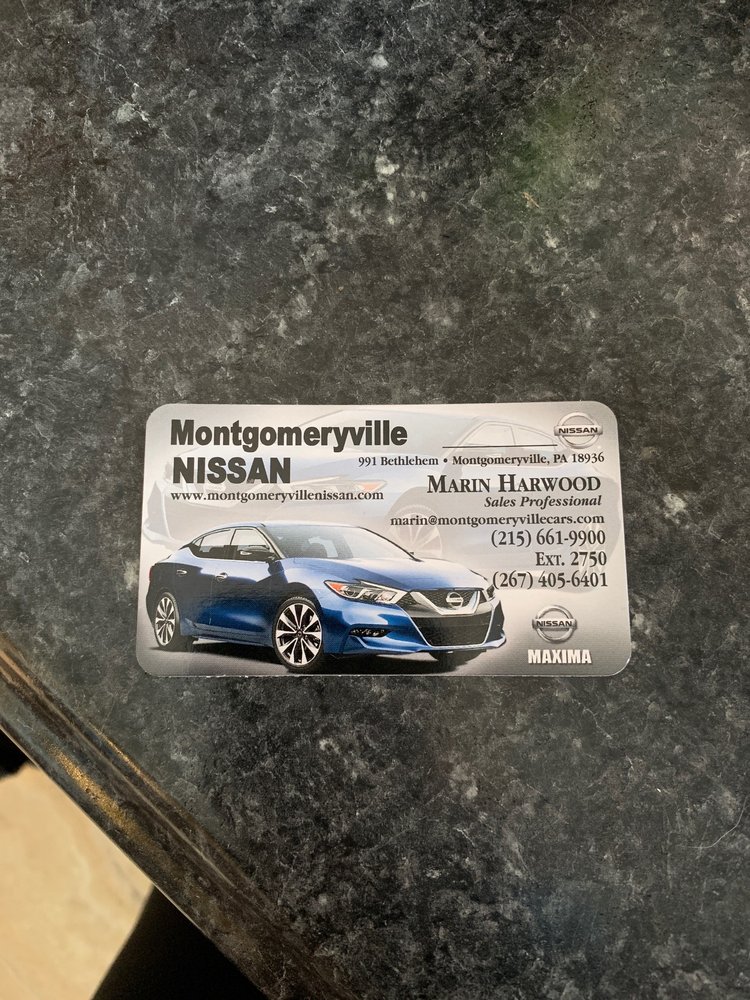 Montgomeryville
NISSAN
NISSAN
991 Bethlehem • Montgomeryville, PA 18936
www.montgomeryvillenissan.com
MARIN HARWOOD
Sales Professional
marin@montgomeryvillecars.com
(215) 661-9900
EXT. 2750
(267) 405-6401
NISSAN
MAXIMA